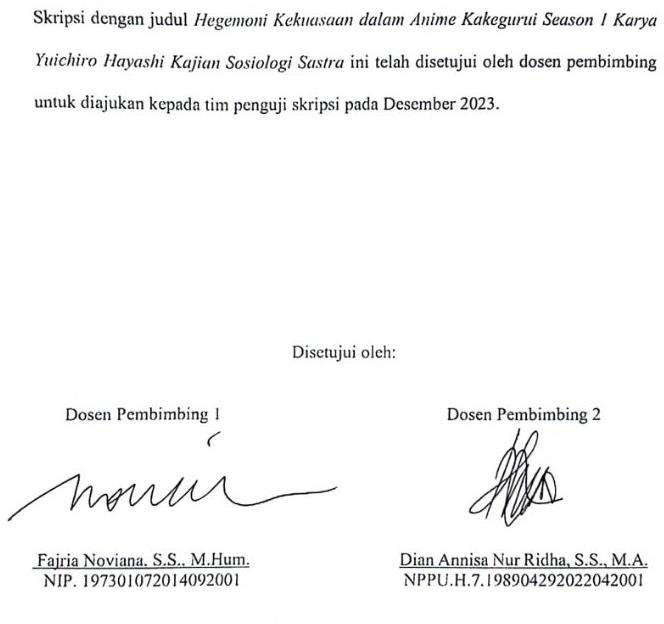 Skripsi dengan judul Hegemoni Kekuasaan dalam Anime Kakegurui Season 1 Karya
Yuichiro Hayashi Kajian Sosiologi Sastra ini telah disetujui oleh dosen pembimbing
untuk diajukan kepada tim penguji skripsi pada Desember 2023.
Disetujui oleh:
Dosen Pembimbing 1
Dosen Pembimbing 2
Fajria Noviana, S.S., M.Hum.
Dian Annisa Nur Ridha, S.S., M.A.
NIP. 197301072014092001
NPPU.H.7.198904292022042001